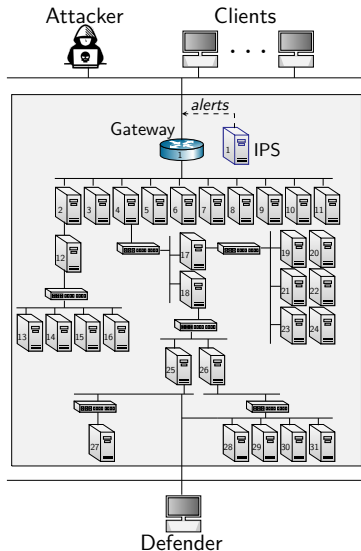 Attacker Clients
. . .
alerts
Gateway
1 1 IPS
2 3 4 5 6 7 8 9 10 11
12 17 19 20
18 21 22
13 14 15 16 23 24
25 26
27 28 29 30 31
Defender